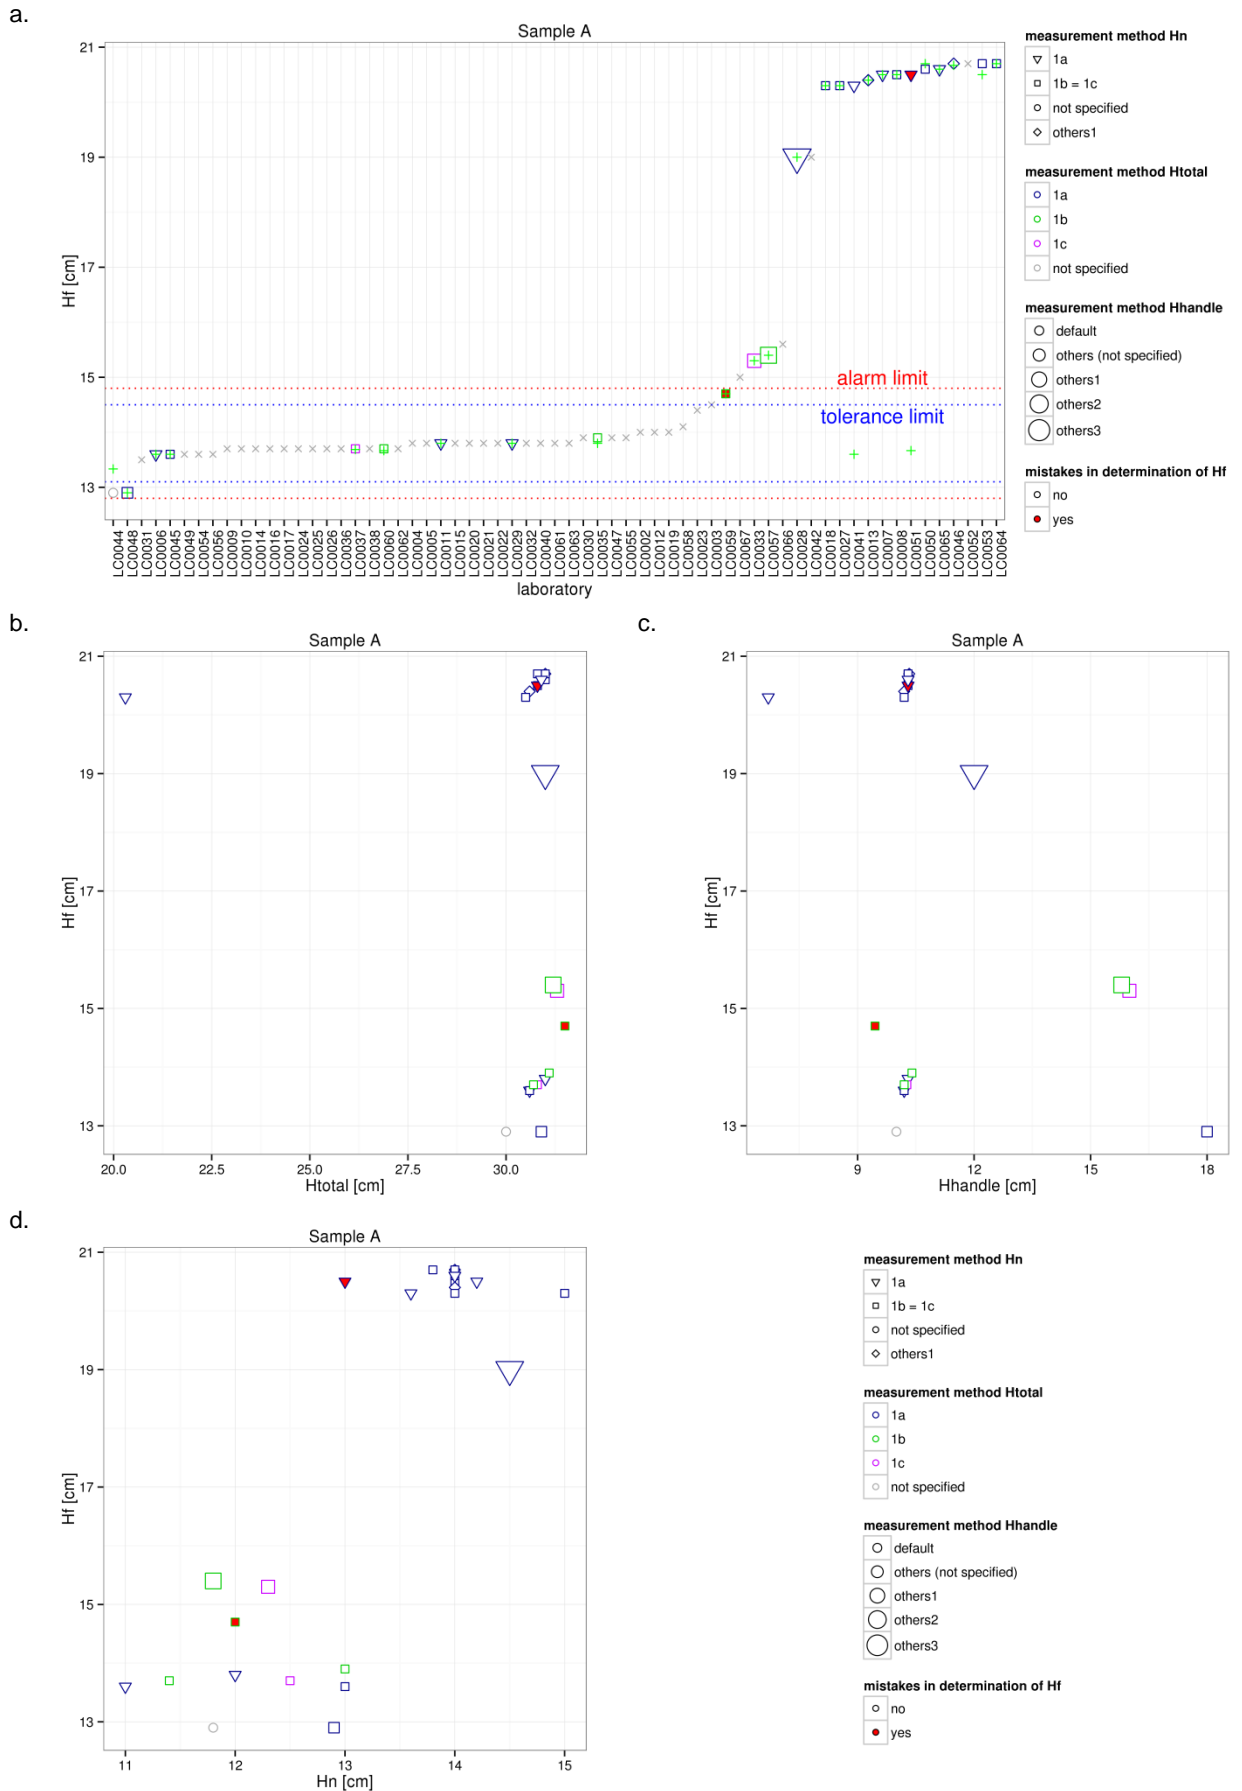 a.
Sample A
21
19
17
15
13
Hf [cm]
alarm limit
tolerance limit
LC0044
LC0048
LC0031
LC0006
LC0045
LC0049
LC0054
LC0056
LC0009
LC0010
LC0014
LC0016
LC0017
LC0024
LC0025
LC0026
LC0036
LC0037
LC0038
LC0060
LC0062
LC0004
LC0005
LC0011
LC0015
LC0020
LC0021
LC0022
LC0029
LC0032
LC0040
LC0061
LC0063
LC0030
LC0035
LC0047
LC0055
LC0002
LC0012
LC0019
LC0058
LC0023
LC0003
LC0059
LC0067
LC0033
LC0057
LC0066
LC0028
LC0042
LC0018
LC0027
LC0041
LC0013
LC0007
LC0008
LC0051
LC0050
LC0065
LC0046
LC0052
LC0053
LC0064
laboratory
measurement method Hn
1a
1b = 1c
not specified
others1
measurement method Htotal
1a
1b
1c
not specified
measurement method Hhandle
default
others (not specified)
others1
others2
others3
mistakes in determination of Hf
no
yes
b.
Sample A
21
19
17
15
13
Hf [cm]
20.0 22.5 25.0 27.5 30.0
Htotal [cm]
c.
Sample A
21
19
17
15
13
Hf [cm]
9 12 15 18
Hhandle [cm]
d.
Sample A
21
19
17
15
13
Hf [cm]
11 12 13 14 15
Hn [cm]
measurement method Hn
1a
1b = 1c
not specified
others1
measurement method Htotal
1a
1b
1c
not specified
measurement method Hhandle
default
others (not specified)
others1
others2
others3
mistakes in determination of Hf
no
yes